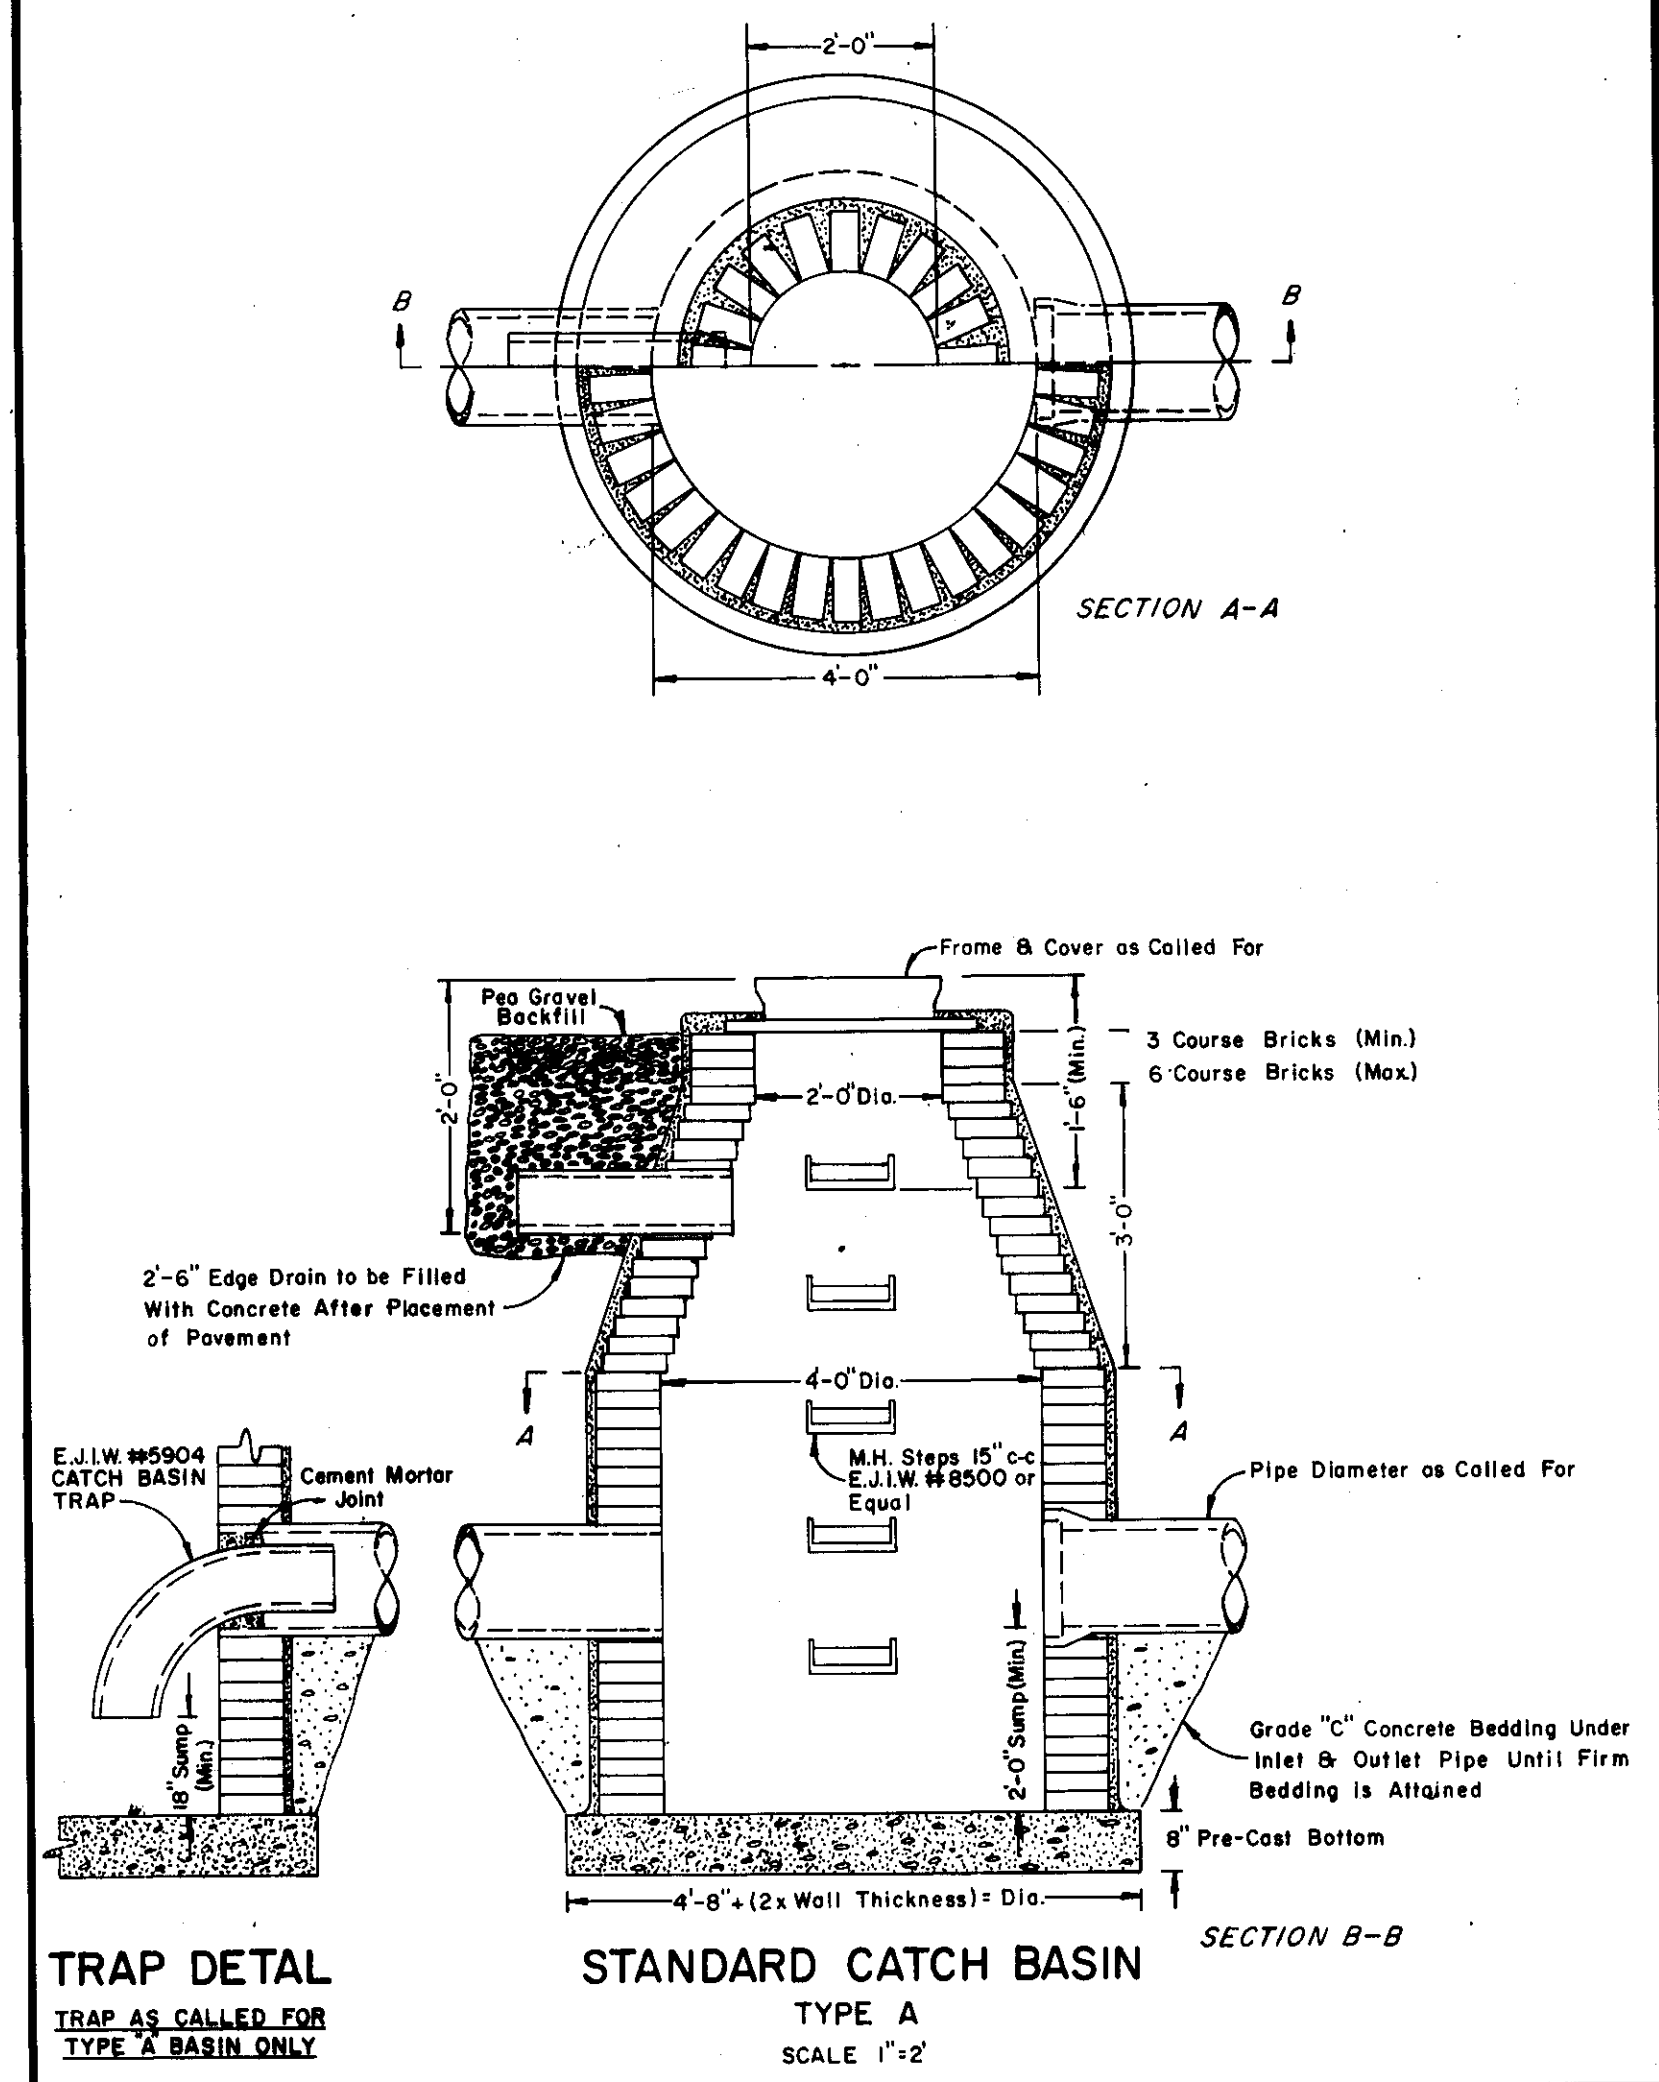 2'-0"
B
B
SECTION A-A
4'-0"
Frame & Cover as Called For
Pea Gravel
Backfill
3 Course Bricks (Min.)
6 Course Bricks (Max.)
2'-0"
2'-0" Dia.
1'-6" (Min.)
3'-0"
2'-6" Edge Drain to be Filled
With Concrete After Placement
of Pavement
4'-0" Dia.
A
A
E.J.I.W. #5904
CATCH BASIN
TRAP
Cement Mortar
Joint
M.H. Steps 15" c-c
E.J.I.W. #8500 or
Equal
Pipe Diameter as Called For
18" Sump
(Min.)
2'-0" Sump (Min.)
Grade "C" Concrete Bedding Under
Inlet & Outlet Pipe Until Firm
Bedding is Attained
8" Pre-Cast Bottom
4'-8" + (2 x Wall Thickness) = Dia.
SECTION B-B
TRAP DETAL
TRAP AS CALLED FOR
TYPE "A" BASIN ONLY
STANDARD CATCH BASIN
TYPE A
SCALE 1"=2'